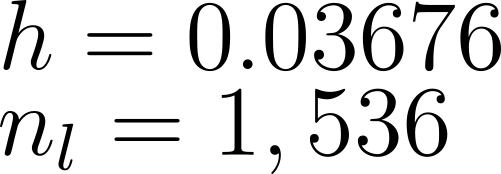 h = 0.03676
n_l = 1,536